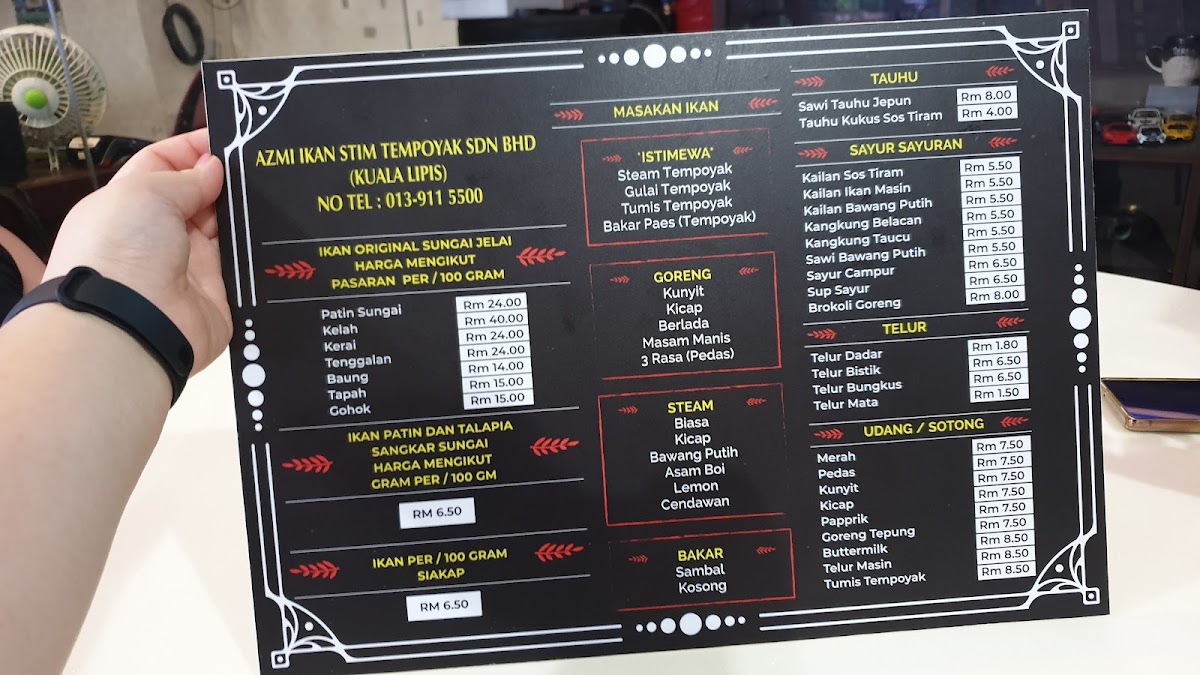 AZMI IKAN STIM TEMPOYAK SDN BHD
(KUALA LIPIS)
NO TEL : 013-911 5500
IKAN ORIGINAL SUNGAI JELAI
HARGA MENGIKUT
PASARAN PER / 100 GRAM
Patin Sungai Rm 24.00
Kelah Rm 40.00
Kerai Rm 24.00
Tenggalan Rm 24.00
Baung Rm 14.00
Tapah Rm 15.00
Gohok Rm 15.00
IKAN PATIN DAN TALAPIA
SANGKAR SUNGAI
HARGA MENGIKUT
GRAM PER / 100 GM
RM 6.50
IKAN PER / 100 GRAM
SIAKAP
RM 6.50
MASAKAN IKAN
*ISTIMEWA*
Steam Tempoyak
Gulai Tempoyak
Tumis Tempoyak
Bakar Paes (Tempoyak)
GORENG
Kunyit
Kicap
Berlada
Masam Manis
3 Rasa (Pedas)
STEAM
Biasa
Kicap
Bawang Putih
Asam Boi
Lemon
Cendawan
BAKAR
Sambal
Kosong
TAUHU
Sawi Tauhu Jepun Rm 8.00
Tauhu Kukus Sos Tiram Rm 4.00
SAYUR SAYURAN
Kailan Sos Tiram Rm 5.50
Kailan Ikan Masin Rm 5.50
Kailan Bawang Putih Rm 5.50
Kangkung Belacan Rm 5.50
Kangkung Taucu Rm 5.50
Sawi Bawang Putih Rm 5.50
Sayur Campur Rm 6.50
Sup Sayur Rm 6.50
Brokoli Goreng Rm 8.00
TELUR
Telur Dadar Rm 1.80
Telur Bistik Rm 6.50
Telur Bungkus Rm 6.50
Telur Mata Rm 1.50
UDANG / SOTONG
Merah Rm 7.50
Pedas Rm 7.50
Kunyit Rm 7.50
Kicap Rm 7.50
Papprik Rm 7.50
Goreng Tepung Rm 7.50
Buttermilk Rm 8.50
Telur Masin Rm 8.50
Tumis Tempoyak Rm 8.50